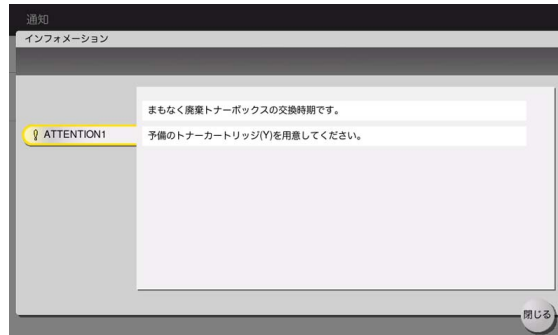 通知
インフォメーション
まもなく廃棄トナーボックスの交換時期です。
ATTENTION1
予備のトナーカートリッジ(Y)を用意してください。
閉じる